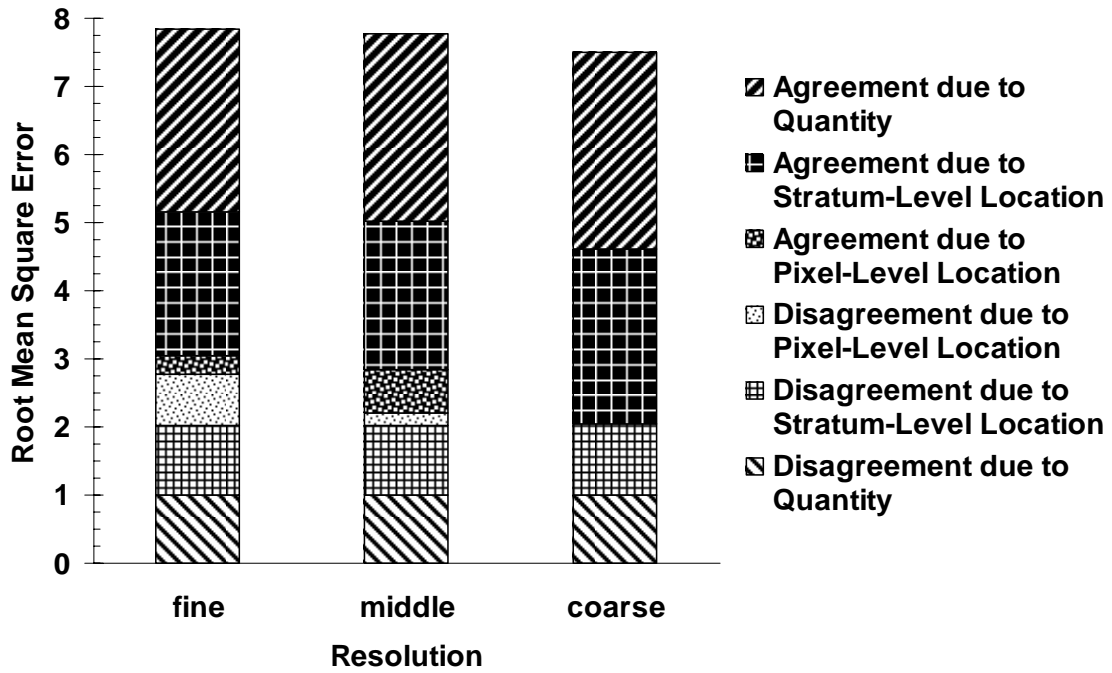 Root Mean Square Error
8
7
6
5
4
3
2
1
0
fine middle coarse
Resolution
Agreement due to
Quantity
Agreement due to
Stratum-Level Location
Agreement due to
Pixel-Level Location
Disagreement due to
Pixel-Level Location
Disagreement due to
Stratum-Level Location
Disagreement due to
Quantity